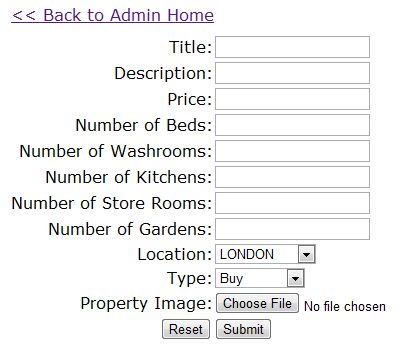 << Back to Admin Home
Title:
Description:
Price:
Number of Beds:
Number of Washrooms:
Number of Kitchens:
Number of Store Rooms:
Number of Gardens:
Location: LONDON
Type: Buy
Property Image: Choose File No file chosen
Reset Submit